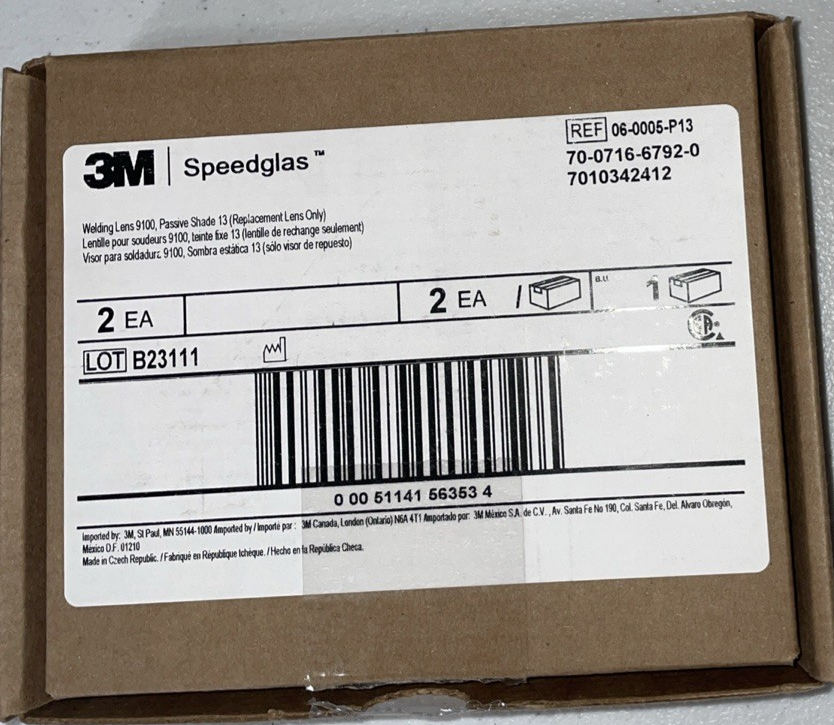 3M | Speedglas™
REF 06-0005-P13
70-0716-6792-0
7010342412
Welding Lens 9100, Passive Shade 13 (Replacement Lens Only)
Lentille pour soudeurs 9100, teinte fixe 13 (lentille de rechange seulement)
Visor para soldadura 9100, Sombra estática 13 (sólo visor de repuesto)
2 EA
2 EA /
B.U. 1
LOT B23111
0 00 51141 56353 4
Imported by: 3M, St Paul, MN 55144-1000 /Imported by / Importé par : 3M Canada, London (Ontario) N6A 4T1 /Importado por: 3M México S.A. de C.V., Av. Santa Fe No 190, Col. Santa Fe, Del. Alvaro Obregón,
México D.F. 01210
Made in Czech Republic. / Fabriqué en République tchèque. / Hecho en la República Checa.